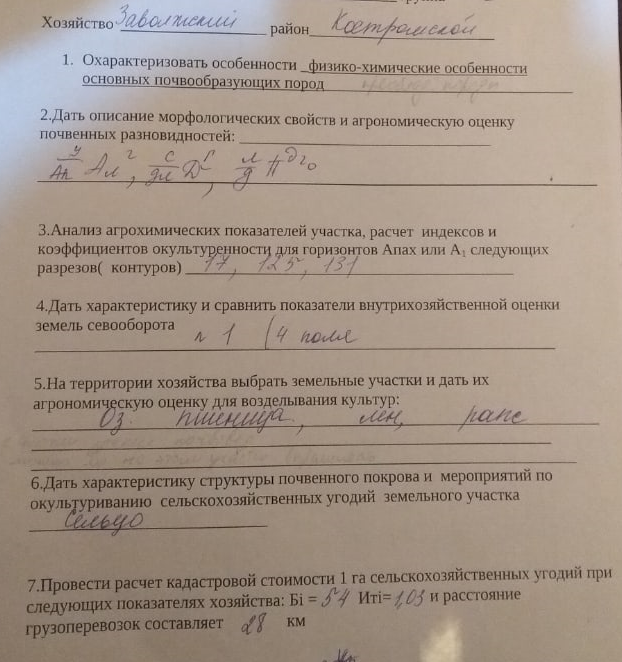 Хозяйство Заволжский район Костромской
1. Охарактеризовать особенности физико-химические особенности
основных почвообразующих пород
2.Дать описание морфологических свойств и агрономическую оценку
почвенных разновидностей:
3.Анализ агрохимических показателей участка, расчет индексов и
коэффициентов окультуренности для горизонтов Апах или А₁ следующих
разрезов( контуров) 17, 125, 131
4.Дать характеристику и сравнить показатели внутрихозяйственной оценки
земель севооборота
1 (4 поля
5.На территории хозяйства выбрать земельные участки и дать их
агрономическую оценку для возделывания культур:
Оз. пшеница, лен, рапс
6.Дать характеристику структуры почвенного покрова и мероприятий по
окультуриванию сельскохозяйственных угодий земельного участка
Сельцо
7.Провести расчет кадастровой стоимости 1 га сельскохозяйственных угодий при
следующих показателях хозяйства: Бi = 54 Итi= 1,03 и расстояние
грузоперевозок составляет 28 км